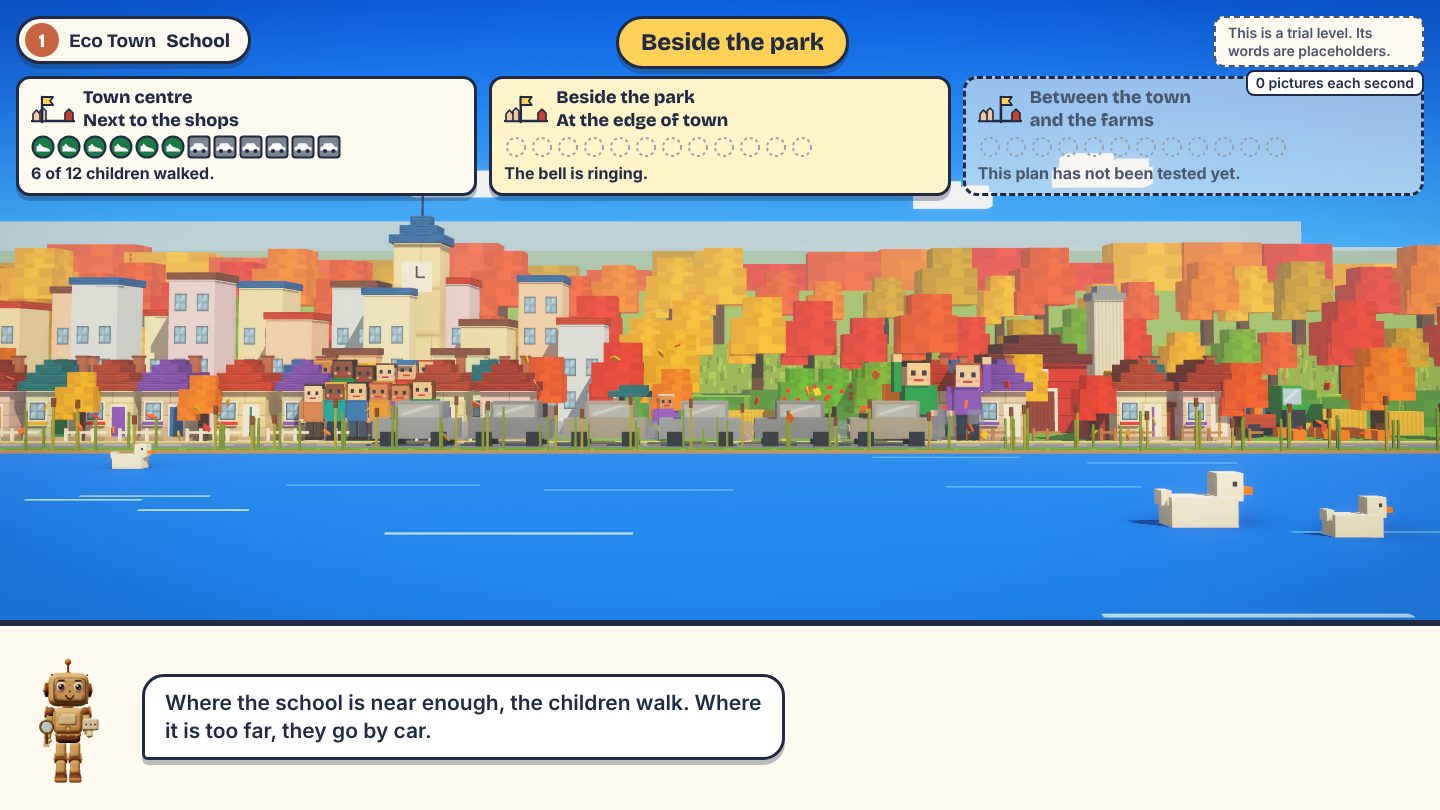 1 Eco Town School
Beside the park
This is a trial level. Its
words are placeholders.
0 pictures each second
Town centre
Next to the shops
6 of 12 children walked.
Beside the park
At the edge of town
The bell is ringing.
Between the town
and the farms
This plan has not been tested yet.
Where the school is near enough, the children walk. Where
it is too far, they go by car.